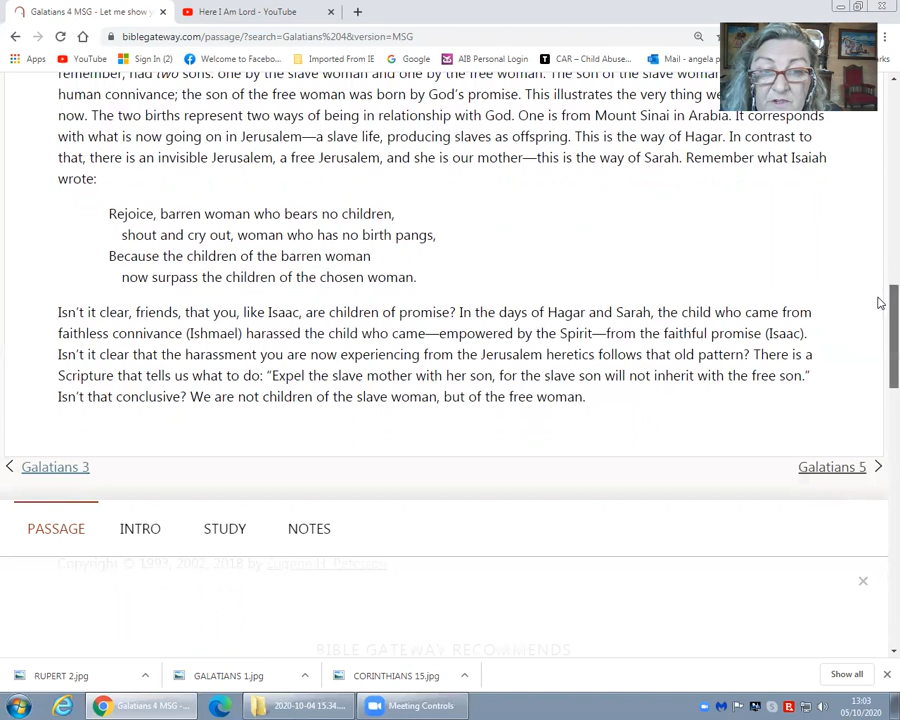 Galatians 4 MSG - Let me show y
Here I Am Lord - YouTube
biblegateway.com/passage/?search=Galatians%204&version=MSG
Apps YouTube Sign In (2) Welcome to Facebo... Imported From IE Google AIB Personal Login CAR – Child Abuse... Mail - angela p
remember, had two sons: one by the slave woman and one by the free woman. The son of the slave woma
human connivance; the son of the free woman was born by God's promise. This illustrates the very thing we
now. The two births represent two ways of being in relationship with God. One is from Mount Sinai in Arabia. It corresponds
with what is now going on in Jerusalem—a slave life, producing slaves as offspring. This is the way of Hagar. In contrast to
that, there is an invisible Jerusalem, a free Jerusalem, and she is our mother—this is the way of Sarah. Remember what Isaiah
wrote:
Rejoice, barren woman who bears no children,
shout and cry out, woman who has no birth pangs,
Because the children of the barren woman
now surpass the children of the chosen woman.
Isn't it clear, friends, that you, like Isaac, are children of promise? In the days of Hagar and Sarah, the child who came from
faithless connivance (Ishmael) harassed the child who came—empowered by the Spirit—from the faithful promise (Isaac).
Isn't it clear that the harassment you are now experiencing from the Jerusalem heretics follows that old pattern? There is a
Scripture that tells us what to do: "Expel the slave mother with her son, for the slave son will not inherit with the free son."
Isn't that conclusive? We are not children of the slave woman, but of the free woman.
Galatians 3
Galatians 5
PASSAGE INTRO STUDY NOTES
Copyright © 1993, 2002, 2018 by Eugene H. Peterson
BIBLE GATEWAY RECOMMENDS
RUPERT 2.jpg GALATIANS 1.jpg CORINTHIANS 15.jpg Show all
Galatians 4 MSG -... 2020-10-04 15.34.... Meeting Controls
13:03
05/10/2020